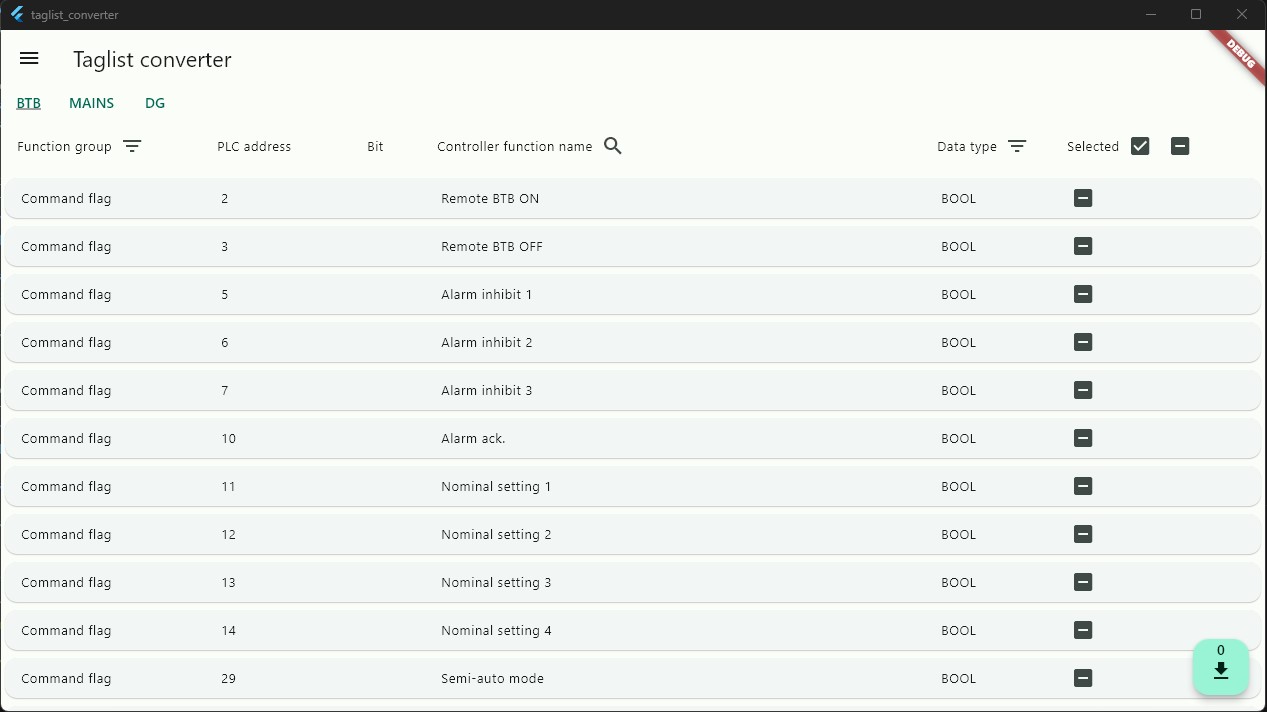 taglist_converter
DEBUG
Taglist converter
BTB MAINS DG
Function group PLC address Bit Controller function name Data type Selected
Command flag 2 Remote BTB ON BOOL
Command flag 3 Remote BTB OFF BOOL
Command flag 5 Alarm inhibit 1 BOOL
Command flag 6 Alarm inhibit 2 BOOL
Command flag 7 Alarm inhibit 3 BOOL
Command flag 10 Alarm ack. BOOL
Command flag 11 Nominal setting 1 BOOL
Command flag 12 Nominal setting 2 BOOL
Command flag 13 Nominal setting 3 BOOL
Command flag 14 Nominal setting 4 BOOL
0
Command flag 29 Semi-auto mode BOOL